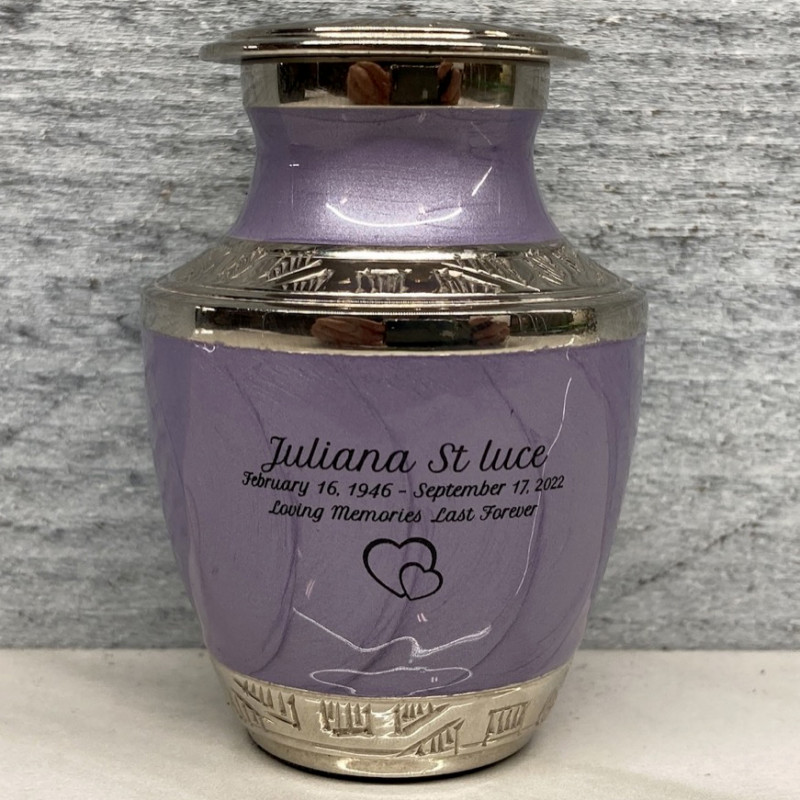 Juliana St luce
February 16, 1946 - September 17, 2022
Loving Memories Last Forever